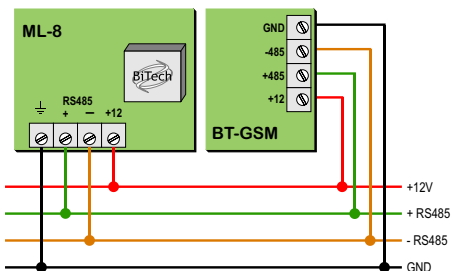 ML-8
BiTech
RS485
+ − +12
GND
-485
+485
+12
BT-GSM
+12V
+ RS485
- RS485
GND